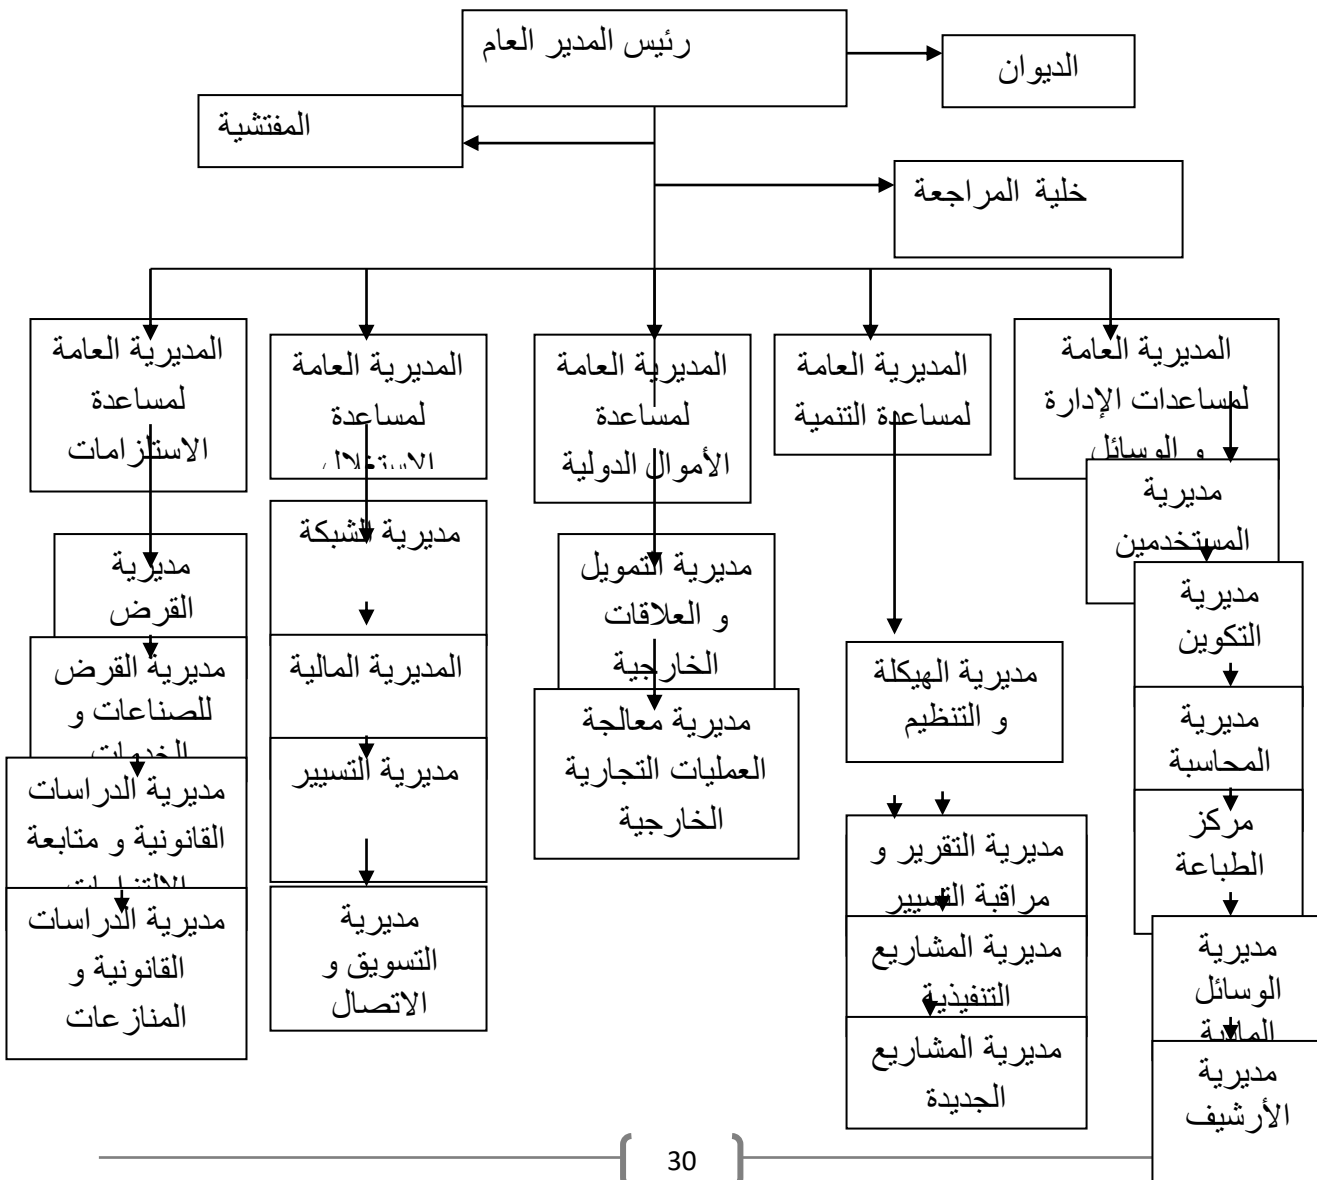 رئيس المدير العام
الديوان
المفتشية
خلية المراجعة
المديرية العامة
لمساعدات الإدارة
و الوسائل
مديرية
المستخدمين
مديرية
التكوين
مديرية
المحاسبة
مركز
الطباعة
مديرية
الوسائل
المادية
مديرية
الأرشيف
المديرية العامة
لمساعدة التنمية
مديرية الهيكلة
و التنظيم
مديرية التقرير و
مراقبة التسيير
مديرية المشاريع
التنفيذية
مديرية المشاريع
الجديدة
المديرية العامة
لمساعدة
الأموال الدولية
مديرية التمويل
و العلاقات
الخارجية
مديرية معالجة
العمليات التجارية
الخارجية
المديرية العامة
لمساعدة
الاستغلال
مديرية الشبكة
المديرية المالية
مديرية التسيير
مديرية
التسويق و
الاتصال
المديرية العامة
لمساعدة
الاستلزامات
مديرية
القرض
مديرية القرض
للصناعات و
الخدمات
مديرية الدراسات
القانونية و متابعة
مديرية الدراسات
القانونية و
المنازعات
30